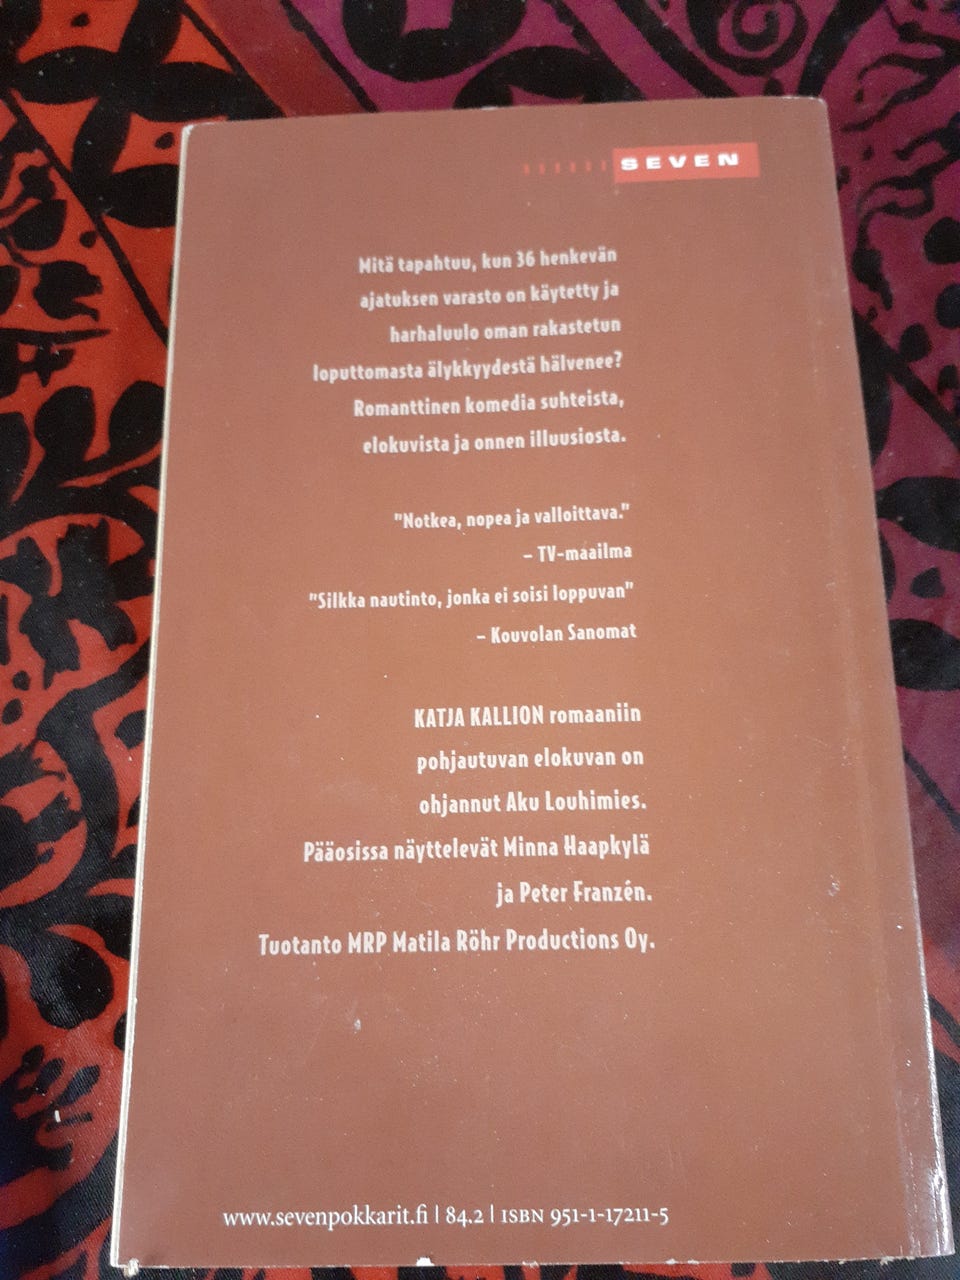 SEVEN
Mitä tapahtuu, kun 36 henkevän
ajatuksen varasto on käytetty ja
harhaluulo oman rakastetun
loputtomasta älykkyydestä hälvenee?
Romanttinen komedia suhteista,
elokuvista ja onnen illuusiosta.
"Notkea, nopea ja valloittava."
– TV-maailma
"Silkka nautinto, jonka ei soisi loppuvan"
– Kouvolan Sanomat
KATJA KALLION romaaniin
pohjautuvan elokuvan on
ohjannut Aku Louhimies.
Pääosissa näyttelevät Minna Haapkylä
ja Peter Franzén.
Tuotanto MRP Matila Röhr Productions Oy.
www.sevenpokkarit.fi | 84.2 | ISBN 951-1-17211-5